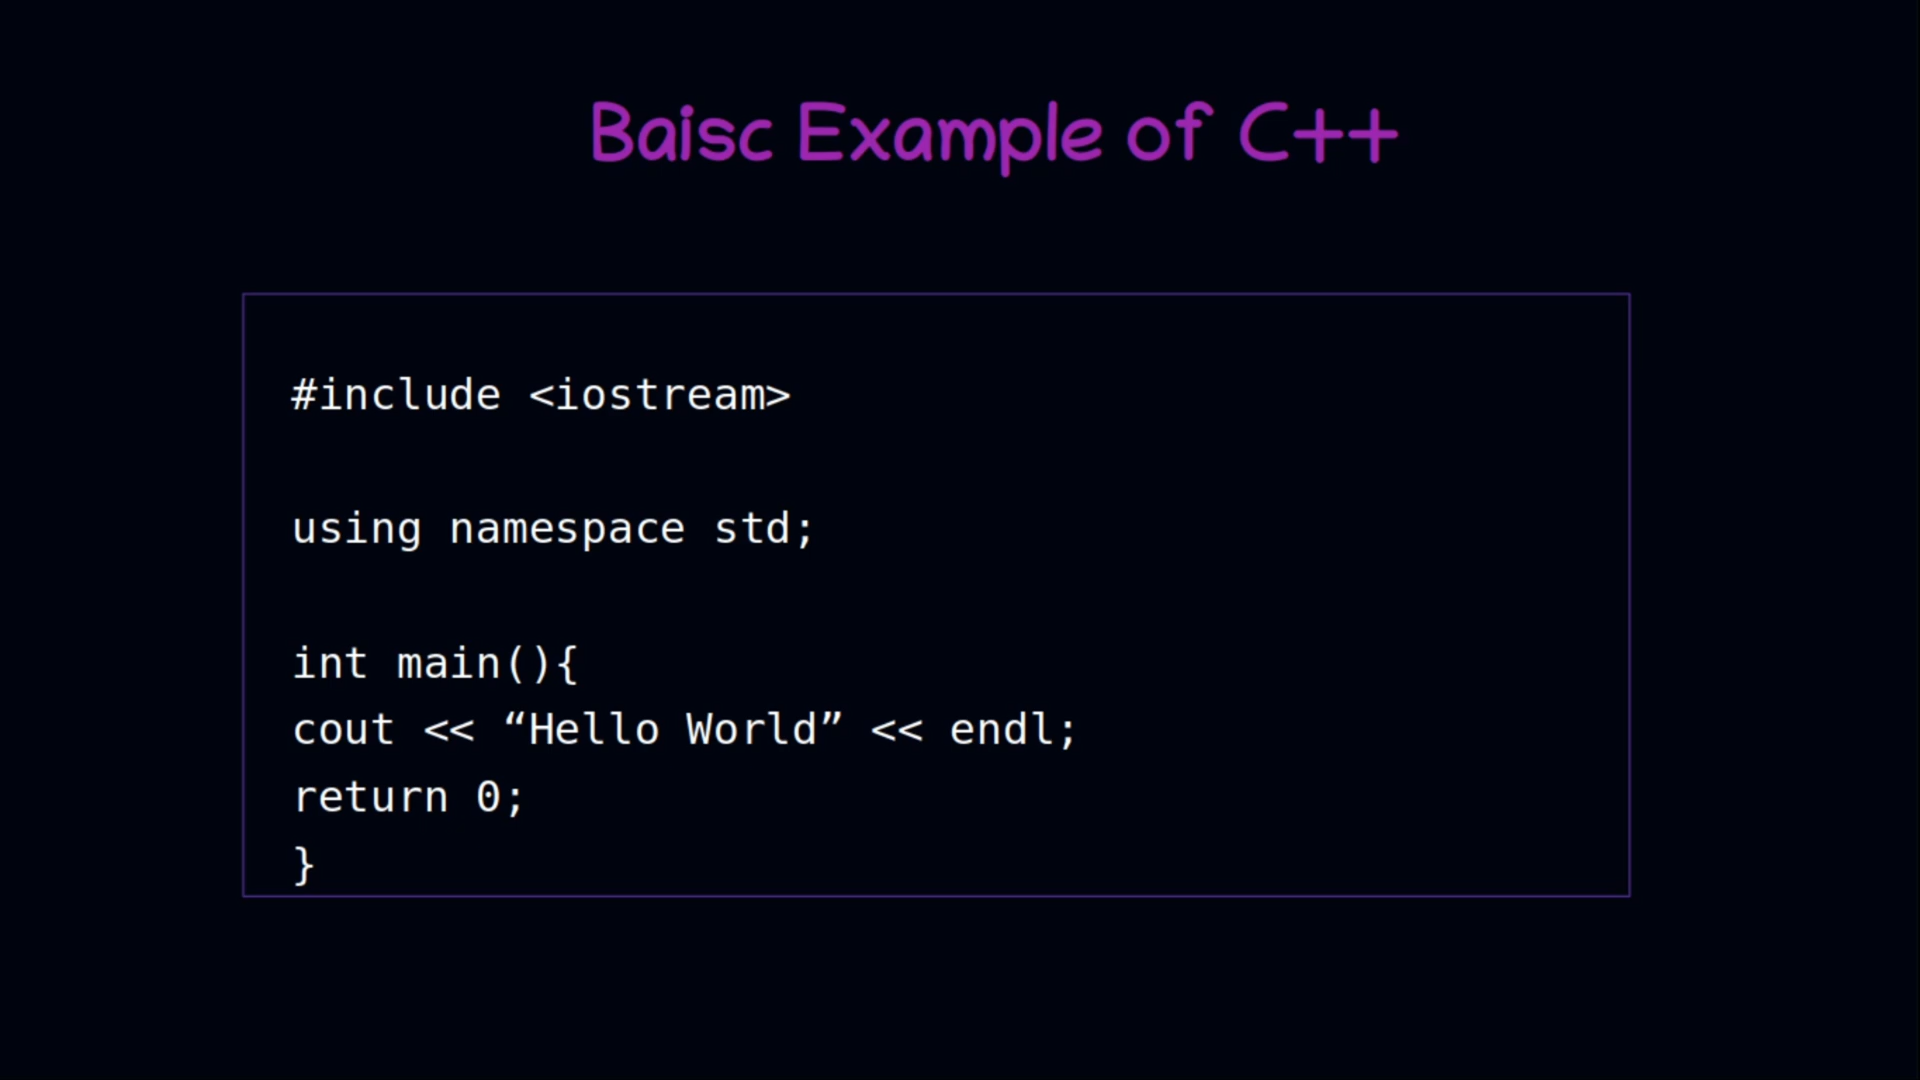 Baisc Example of C++
#include <iostream>
using namespace std;
int main(){
cout << “Hello World” << endl;
return 0;
}